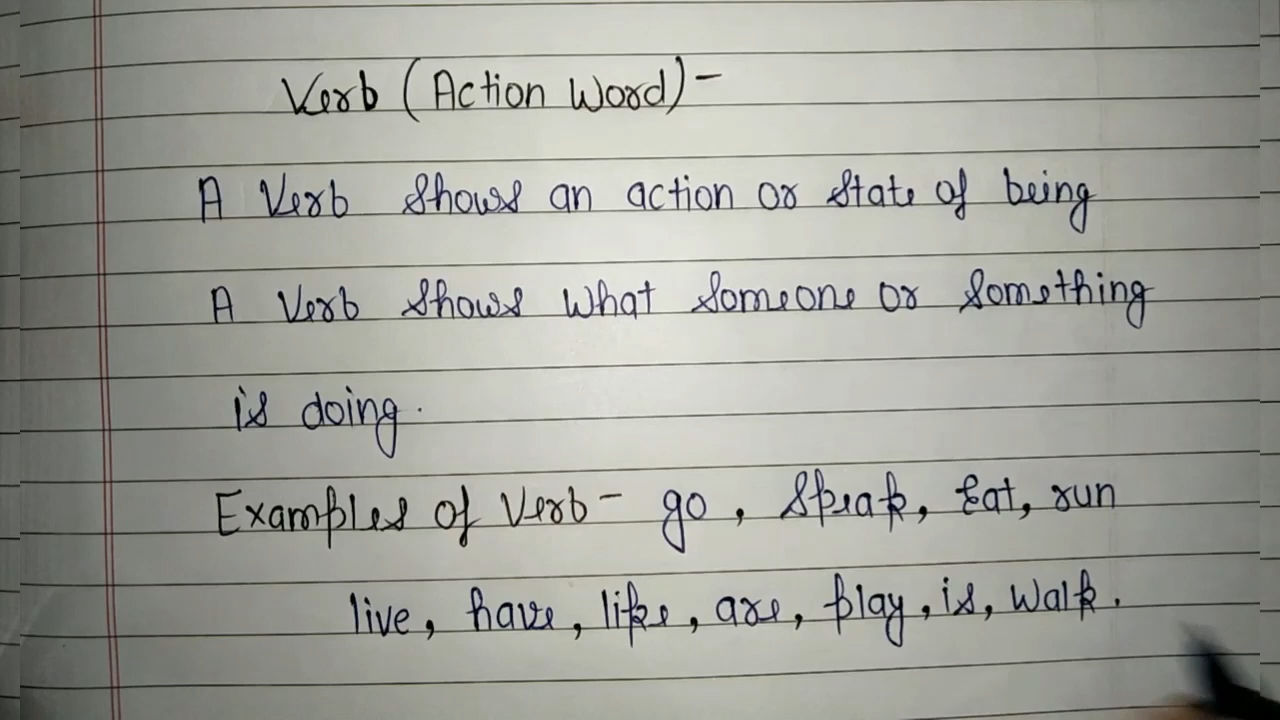 Verb (Action Word) -
A Verb shows an action or state of being
A Verb shows what someone or something
is doing.
Examples of Verb - go, speak, Eat, run
live, have, like, are, play, is, walk.